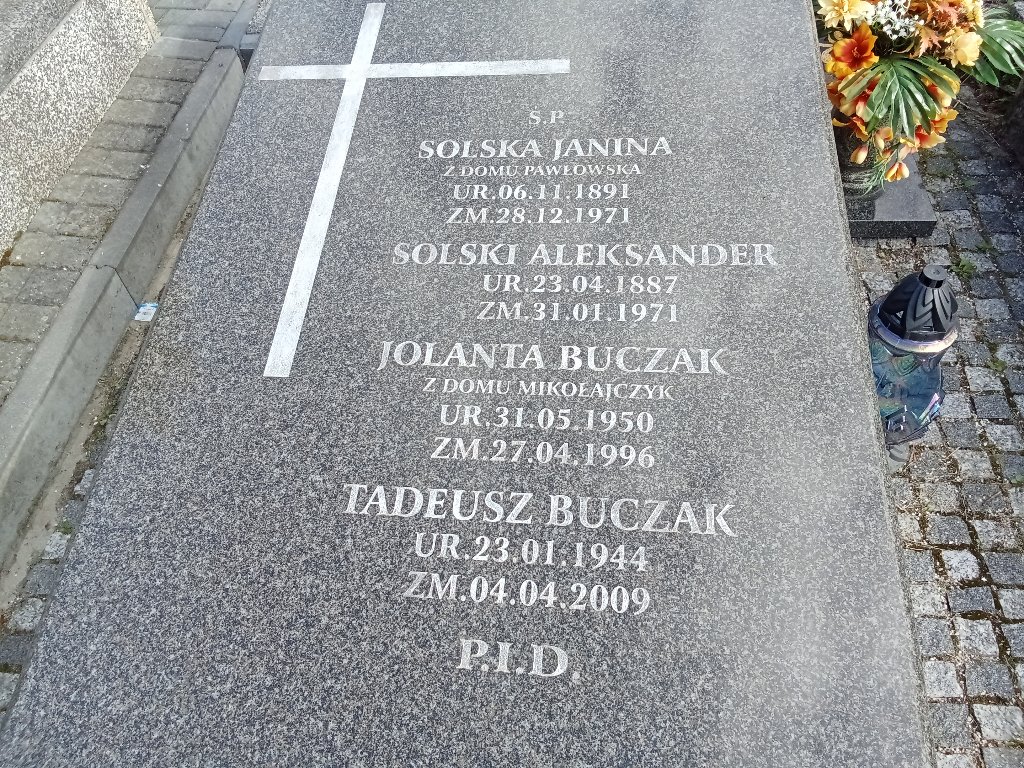 Ś.P
SOLSKA JANINA
Z DOMU PAWŁOWSKA
UR.06.11.1891
ZM.28.12.1971
SOLSKI ALEKSANDER
UR.23.04.1887
ZM.31.01.1971
JOLANTA BUCZAK
Z DOMU MIKOŁAJCZYK
UR.31.05.1950
ZM.27.04.1996
TADEUSZ BUCZAK
UR.23.01.1944
ZM.04.04.2009
P.I.D.